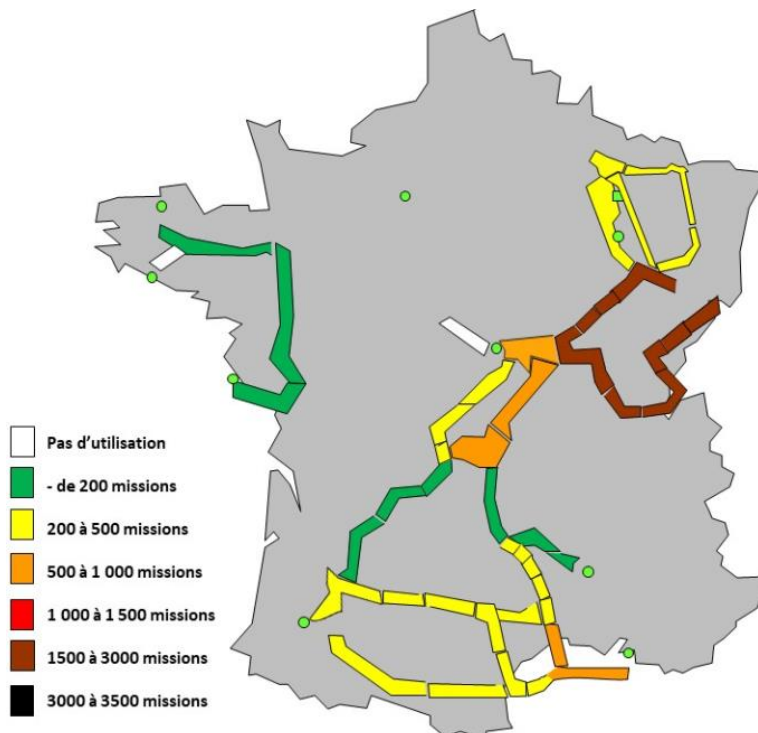 Pas d’utilisation
- de 200 missions
200 à 500 missions
500 à 1 000 missions
1 000 à 1 500 missions
1500 à 3000 missions
3000 à 3500 missions